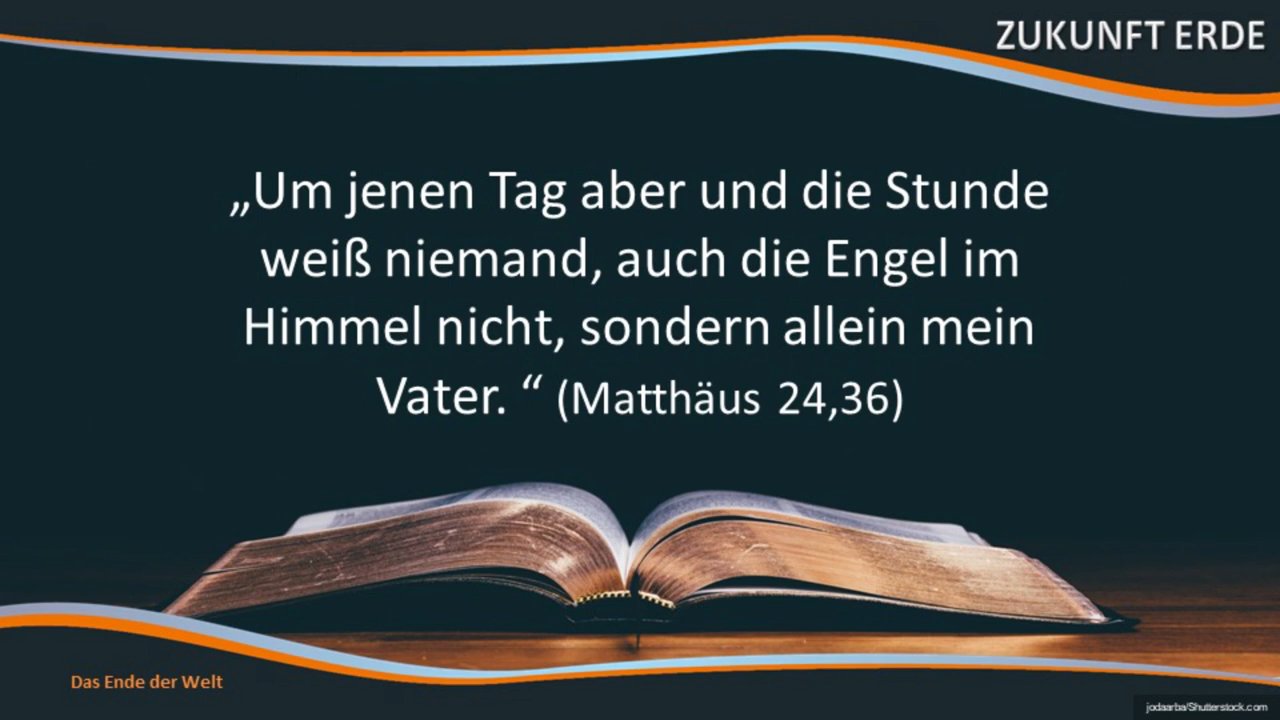 ZUKUNFT ERDE
„Um jenen Tag aber und die Stunde
weiß niemand, auch die Engel im
Himmel nicht, sondern allein mein
Vater. “ (Matthäus 24,36)
Das Ende der Welt
jodaarba/Shutterstock.com